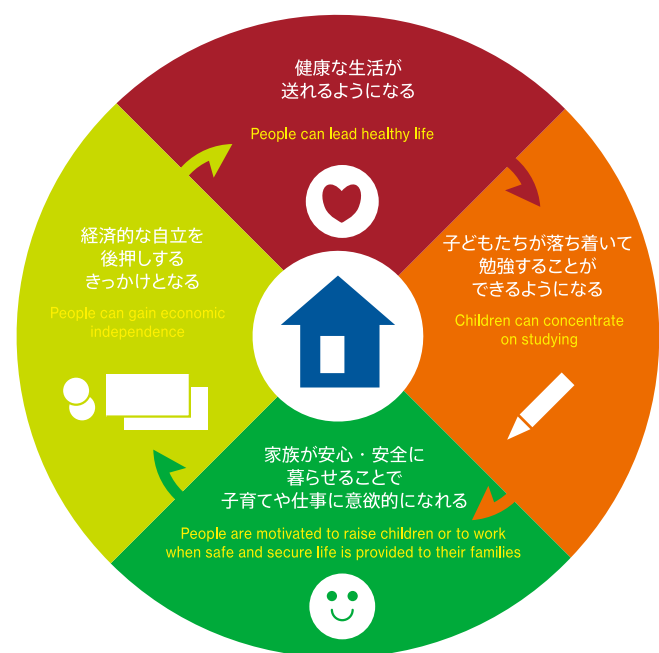 健康な生活が
送れるようになる
People can lead healthy life
子どもたちが落ち着いて
勉強することが
できるようになる
Children can concentrate
on studying
家族が安心・安全に
暮らせることで
子育てや仕事に意欲的になれる
People are motivated to raise children or to work
when safe and secure life is provided to their families
経済的な自立を
後押しする
きっかけとなる
People can gain economic
independence